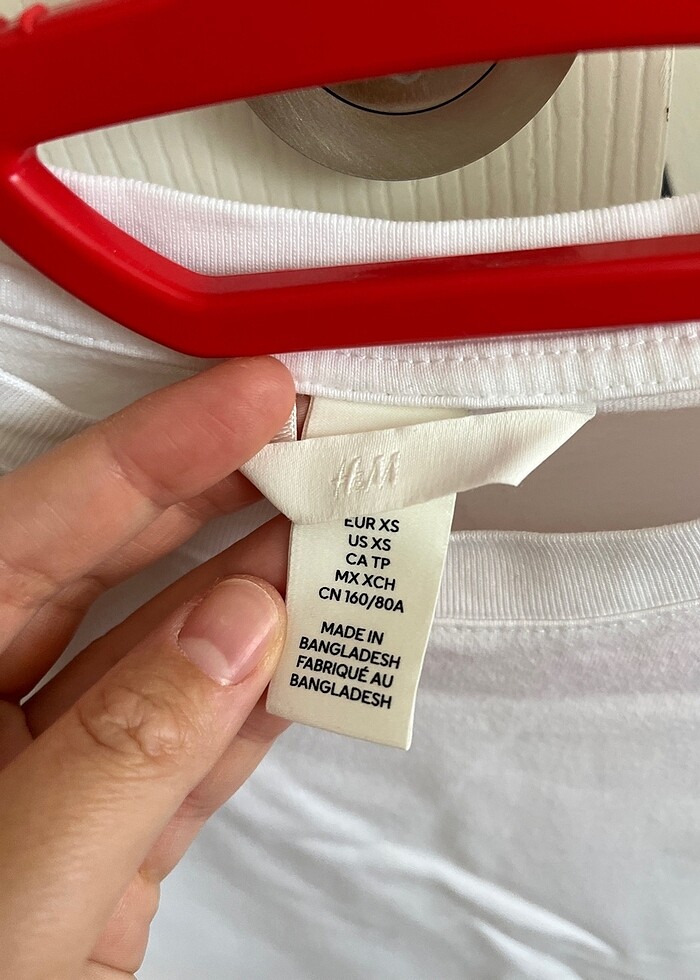 H&M
EUR XS
US XS
CA TP
MX XCH
CN 160/80A
MADE IN
BANGLADESH
FABRIQUÉ AU
BANGLADESH